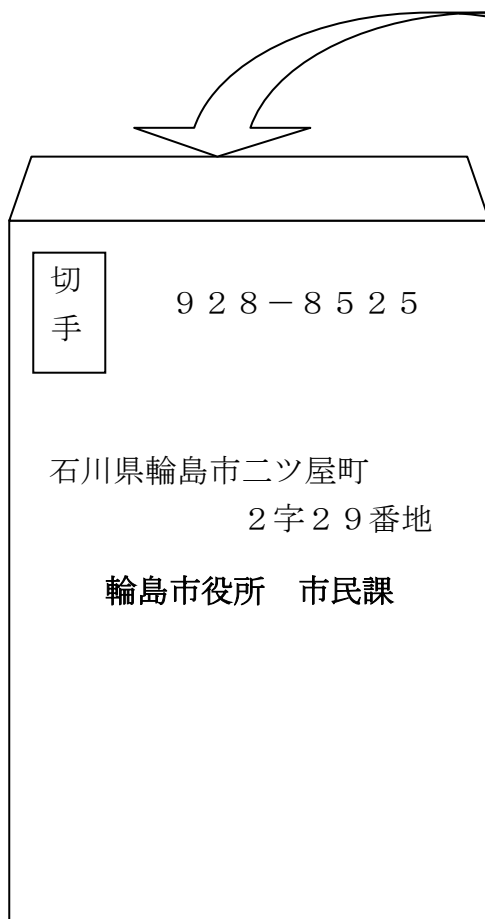 切
手
９２８－８５２５
石川県輪島市二ツ屋町
２字２９番地
輪島市役所　市民課